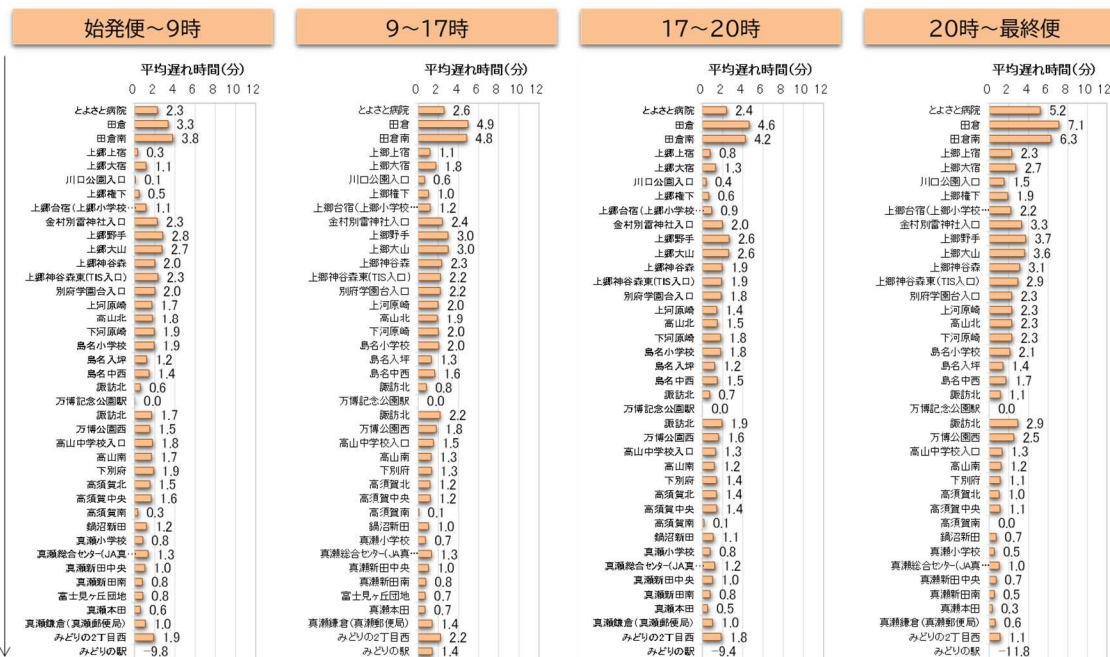 始発便～9時
平均遅れ時間(分)
0 2 4 6 8 10 12
とよさと病院 2.3
田倉 3.3
田倉南 3.8
上郷上宿 0.3
上郷大宿 1.1
川口公園入口 0.1
上郷権下 0.5
上郷台宿(上郷小学校… 1.1
金村別雷神社入口 2.3
上郷野手 2.8
上郷大山 2.7
上郷神谷森 2.0
上郷神谷森東(TIS入口) 2.3
別府学園台入口 2.0
上河原崎 1.7
高山北 1.8
下河原崎 1.9
島名小学校 1.9
島名入坪 1.2
島名中西 1.4
諏訪北 0.6
万博記念公園駅 0.0
諏訪北 1.7
万博公園西 1.5
高山中学校入口 1.8
高山南 1.7
下別府 1.9
高須賀北 1.5
高須賀中央 1.6
高須賀南 0.3
鍋沼新田 1.2
真瀬小学校 0.8
真瀬総合センター(JA真… 1.3
真瀬新田中央 1.0
真瀬新田南 0.8
富士見ヶ丘団地 0.8
真瀬本田 0.6
真瀬鎌倉(真瀬郵便局) 1.0
みどりの2丁目西 1.9
みどりの駅 -9.8
9～17時
平均遅れ時間(分)
0 2 4 6 8 10 12
とよさと病院 2.6
田倉 4.9
田倉南 4.8
上郷上宿 1.1
上郷大宿 1.8
川口公園入口 0.6
上郷権下 1.0
上郷台宿(上郷小学校… 1.2
金村別雷神社入口 2.4
上郷野手 3.0
上郷大山 3.0
上郷神谷森 2.3
上郷神谷森東(TIS入口) 2.2
別府学園台入口 2.2
上河原崎 2.0
高山北 1.9
下河原崎 2.0
島名小学校 2.0
島名入坪 1.3
島名中西 1.6
諏訪北 0.8
万博記念公園駅 0.0
諏訪北 2.2
万博公園西 1.8
高山中学校入口 1.5
高山南 1.3
下別府 1.3
高須賀北 1.2
高須賀中央 1.2
高須賀南 0.1
鍋沼新田 1.0
真瀬小学校 0.7
真瀬総合センター(JA真… 1.3
真瀬新田中央 1.0
真瀬新田南 0.8
富士見ヶ丘団地 0.7
真瀬本田 0.7
真瀬鎌倉(真瀬郵便局) 1.4
みどりの2丁目西 2.2
みどりの駅 1.4
17～20時
平均遅れ時間(分)
0 2 4 6 8 10 12
とよさと病院 2.4
田倉 4.6
田倉南 4.2
上郷上宿 0.8
上郷大宿 1.3
川口公園入口 0.4
上郷権下 0.6
上郷台宿(上郷小学校… 0.9
金村別雷神社入口 2.0
上郷野手 2.6
上郷大山 2.6
上郷神谷森 1.9
上郷神谷森東(TIS入口) 1.9
別府学園台入口 1.8
上河原崎 1.4
高山北 1.5
下河原崎 1.8
島名小学校 1.8
島名入坪 1.2
島名中西 1.5
諏訪北 0.7
万博記念公園駅 0.0
諏訪北 1.9
万博公園西 1.6
高山中学校入口 1.3
高山南 1.2
下別府 1.4
高須賀北 1.4
高須賀中央 1.4
高須賀南 0.1
鍋沼新田 1.1
真瀬小学校 0.8
真瀬総合センター(JA真… 1.2
真瀬新田中央 1.0
真瀬新田南 0.8
真瀬本田 0.5
真瀬鎌倉(真瀬郵便局) 1.0
みどりの2丁目西 1.8
みどりの駅 -9.4
20時～最終便
平均遅れ時間(分)
0 2 4 6 8 10 12
とよさと病院 5.2
田倉 7.1
田倉南 6.3
上郷上宿 2.3
上郷大宿 2.7
川口公園入口 1.5
上郷権下 1.9
上郷台宿(上郷小学校… 2.2
金村別雷神社入口 3.3
上郷野手 3.7
上郷大山 3.6
上郷神谷森 3.1
上郷神谷森東(TIS入口) 2.9
別府学園台入口 2.3
上河原崎 2.3
高山北 2.3
下河原崎 2.3
島名小学校 2.1
島名入坪 1.4
島名中西 1.7
諏訪北 1.1
万博記念公園駅 0.0
諏訪北 2.9
万博公園西 2.5
高山中学校入口 1.3
高山南 1.2
下別府 1.1
高須賀北 1.0
高須賀中央 1.1
高須賀南 0.0
鍋沼新田 0.7
真瀬小学校 0.5
真瀬総合センター(JA真… 1.0
真瀬新田中央 0.7
真瀬新田南 0.5
真瀬本田 0.3
真瀬鎌倉(真瀬郵便局) 0.6
みどりの2丁目西 1.1
みどりの駅 -11.8